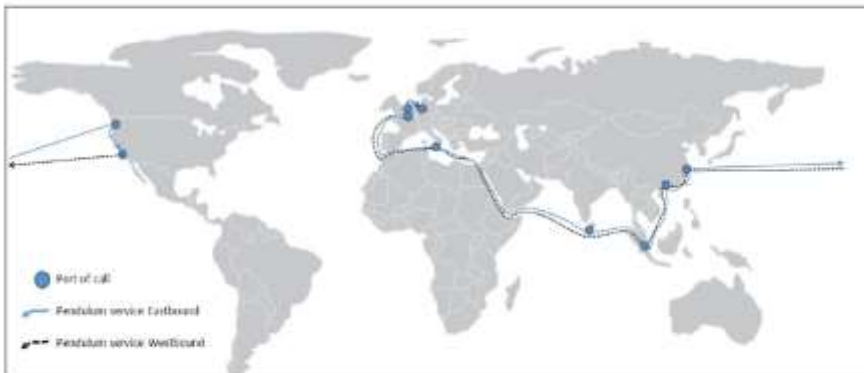 Port of call
Pendulum service Eastbound
Pendulum service Westbound